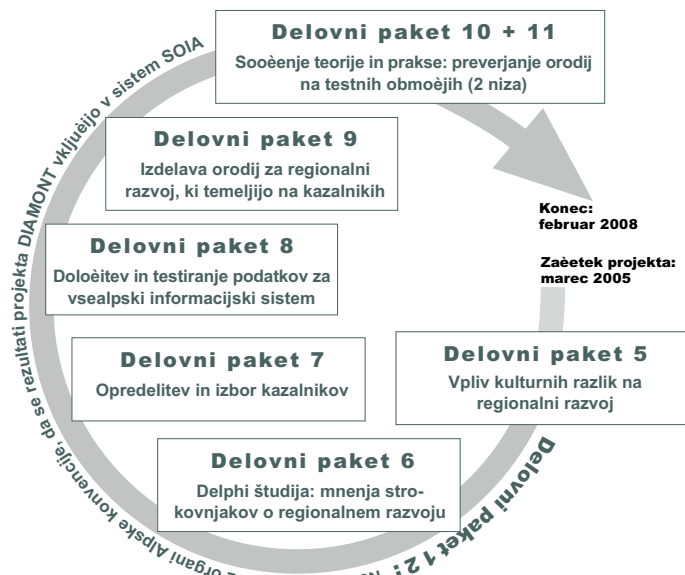 Delovni paket 10 + 11
Sooèenje teorije in prakse: preverjanje orodij
na testnih obmoèjih (2 niza)
Delovni paket 9
Izdelava orodij za regionalni
razvoj, ki temeljijo na kazalnikih
Konec:
februar 2008
Delovni paket 8
Doloèitev in testiranje podatkov za
vsealpski informacijski sistem
Zaèetek projekta:
marec 2005
Delovni paket 7
Opredelitev in izbor kazalnikov
Delovni paket 5
Vpliv kulturnih razlik na
regionalni razvoj
Delovni paket 6
Delphi študija: mnenja stro-
kovnjakov o regionalnem razvoju
Delovni paket 12:
z organi Alpske konvencije, da se rezultati projekta DIAMONT vkljuèijo v sistem SOIA